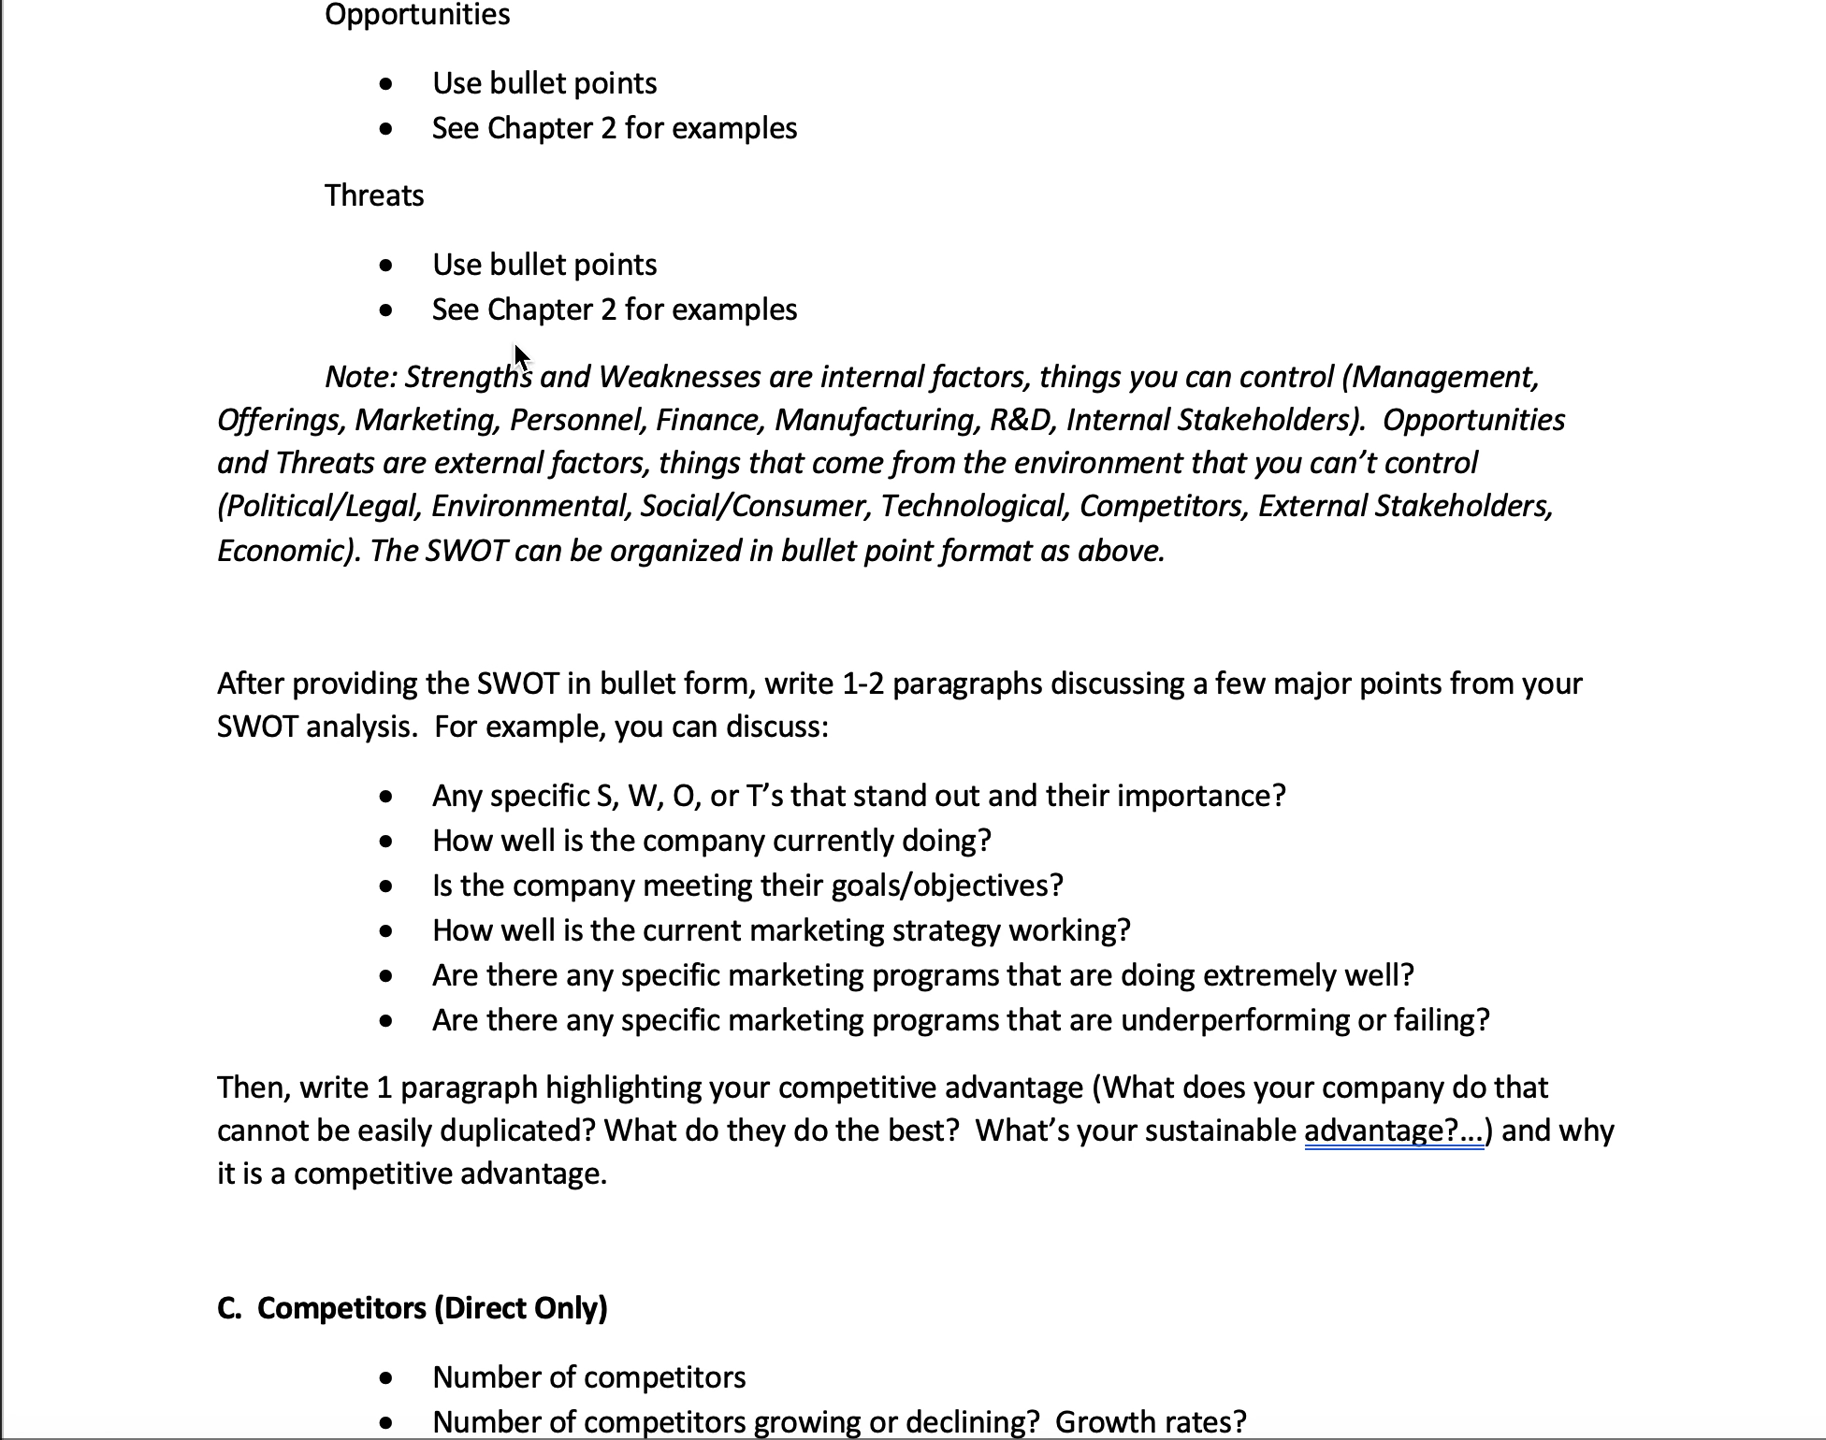 Opportunities
• Use bullet points
• See Chapter 2 for examples
Threats
• Use bullet points
• See Chapter 2 for examples
Note: Strengths and Weaknesses are internal factors, things you can control (Management,
Offerings, Marketing, Personnel, Finance, Manufacturing, R&D, Internal Stakeholders).  Opportunities
and Threats are external factors, things that come from the environment that you can’t control
(Political/Legal, Environmental, Social/Consumer, Technological, Competitors, External Stakeholders,
Economic). The SWOT can be organized in bullet point format as above.
After providing the SWOT in bullet form, write 1-2 paragraphs discussing a few major points from your
SWOT analysis.  For example, you can discuss:
• Any specific S, W, O, or T’s that stand out and their importance?
• How well is the company currently doing?
• Is the company meeting their goals/objectives?
• How well is the current marketing strategy working?
• Are there any specific marketing programs that are doing extremely well?
• Are there any specific marketing programs that are underperforming or failing?
Then, write 1 paragraph highlighting your competitive advantage (What does your company do that
cannot be easily duplicated? What do they do the best?  What’s your sustainable advantage?...) and why
it is a competitive advantage.
C.  Competitors (Direct Only)
• Number of competitors
• Number of competitors growing or declining?  Growth rates?